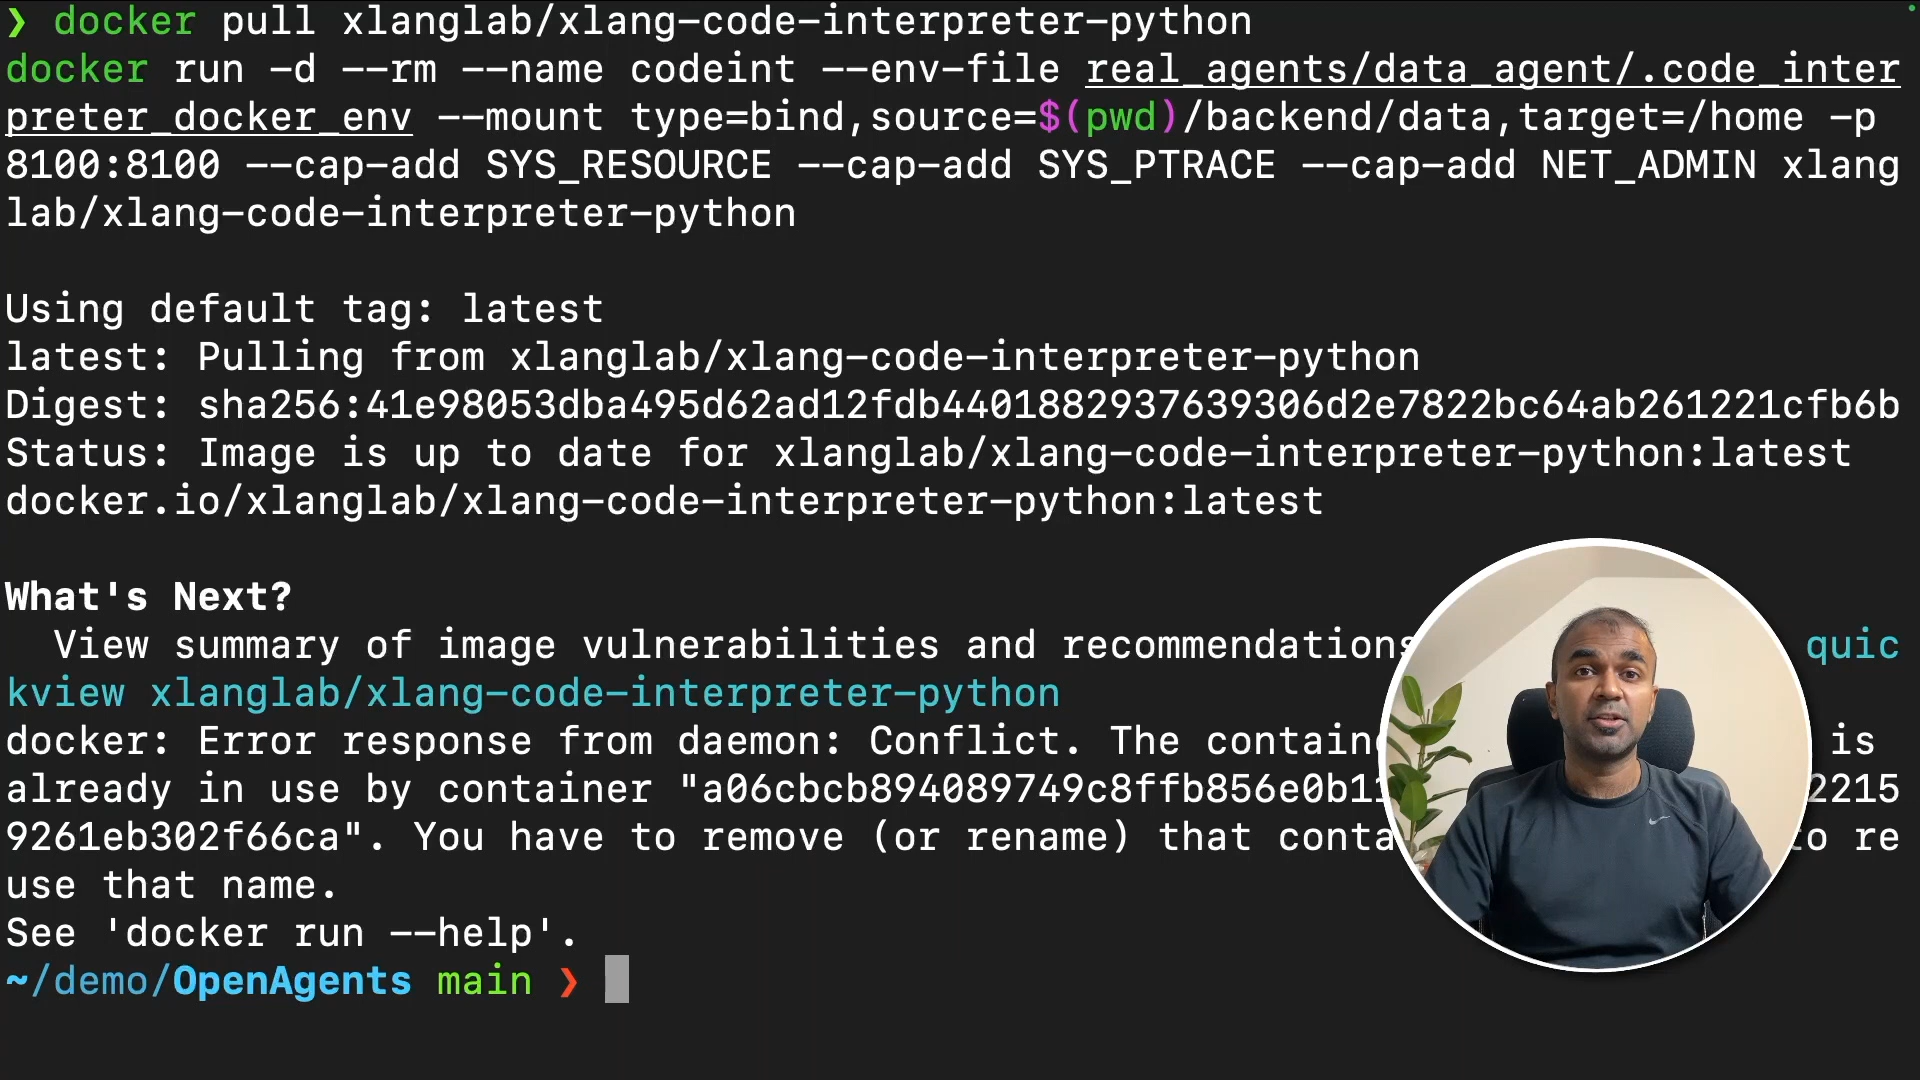 ❯ docker pull xlanglab/xlang-code-interpreter-python
docker run -d --rm --name codeint --env-file real_agents/data_agent/.code_inter
preter_docker_env --mount type=bind,source=$(pwd)/backend/data,target=/home -p
8100:8100 --cap-add SYS_RESOURCE --cap-add SYS_PTRACE --cap-add NET_ADMIN xlang
lab/xlang-code-interpreter-python
Using default tag: latest
latest: Pulling from xlanglab/xlang-code-interpreter-python
Digest: sha256:41e98053dba495d62ad12fdb4401882937639306d2e7822bc64ab261221cfb6b
Status: Image is up to date for xlanglab/xlang-code-interpreter-python:latest
docker.io/xlanglab/xlang-code-interpreter-python:latest
What's Next?
View summary of image vulnerabilities and recommendations quic
kview xlanglab/xlang-code-interpreter-python
docker: Error response from daemon: Conflict. The is
already in use by container "a06cbcb894089749c8ffb856e0b11 2215
9261eb302f66ca". You have to remove (or rename) that to re
use that name.
See 'docker run --help'.
~/demo/OpenAgents main ❯